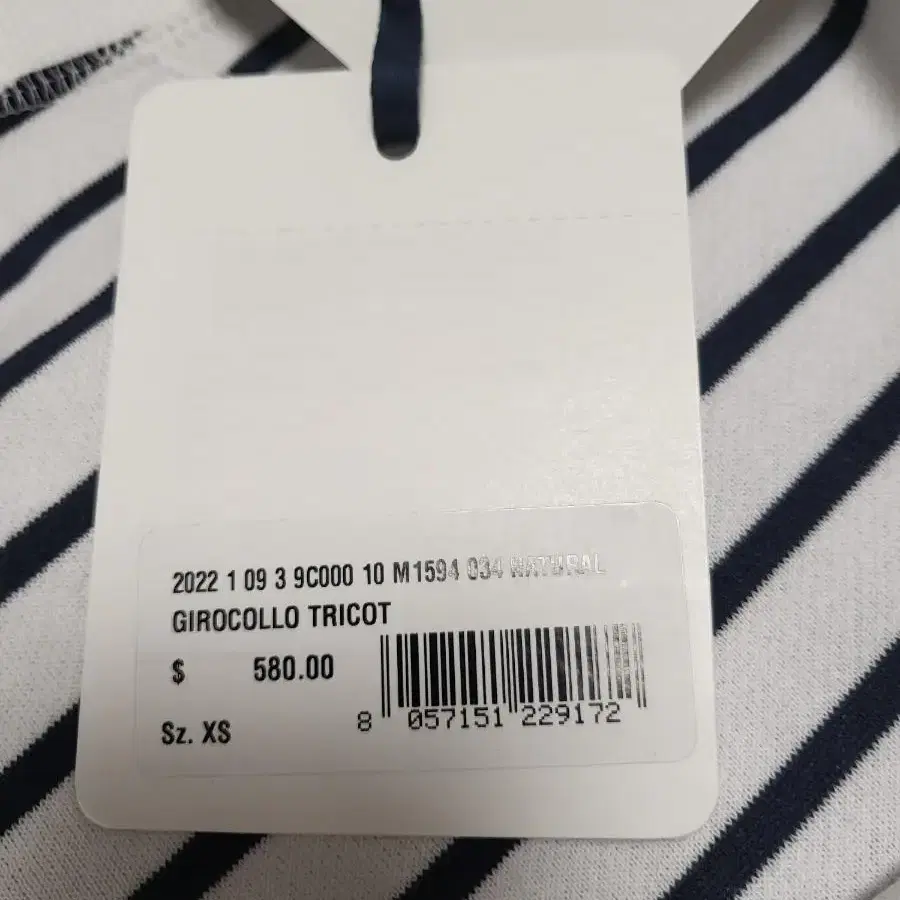 2022 1 09 3 9C000 10 M1594 034 NATURAL
GIROCOLLO TRICOT
$ 580.00
Sz. XS
8 057151 229172